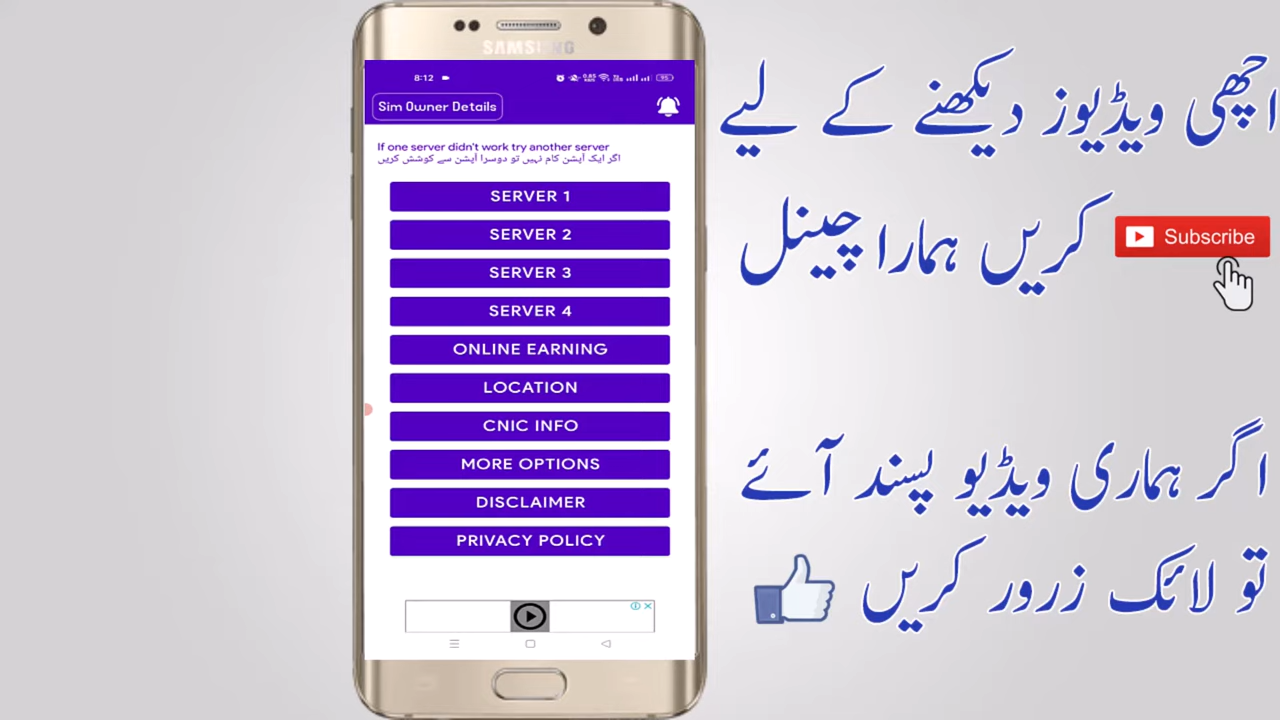 SAMSUNG
8:12
Sim Owner Details
If one server didn't work try another server
اگر ایک آپشن کام نہیں تو دوسرا آپشن سے کوشش کریں
SERVER 1
SERVER 2
SERVER 3
SERVER 4
ONLINE EARNING
LOCATION
CNIC INFO
MORE OPTIONS
DISCLAIMER
PRIVACY POLICY
اچھی ویڈیوز دیکھنے کے لیے
Subscribe کریں ہمارا چینل
اگر ہماری ویڈیو پسند آئے
تو لائک زرور کریں